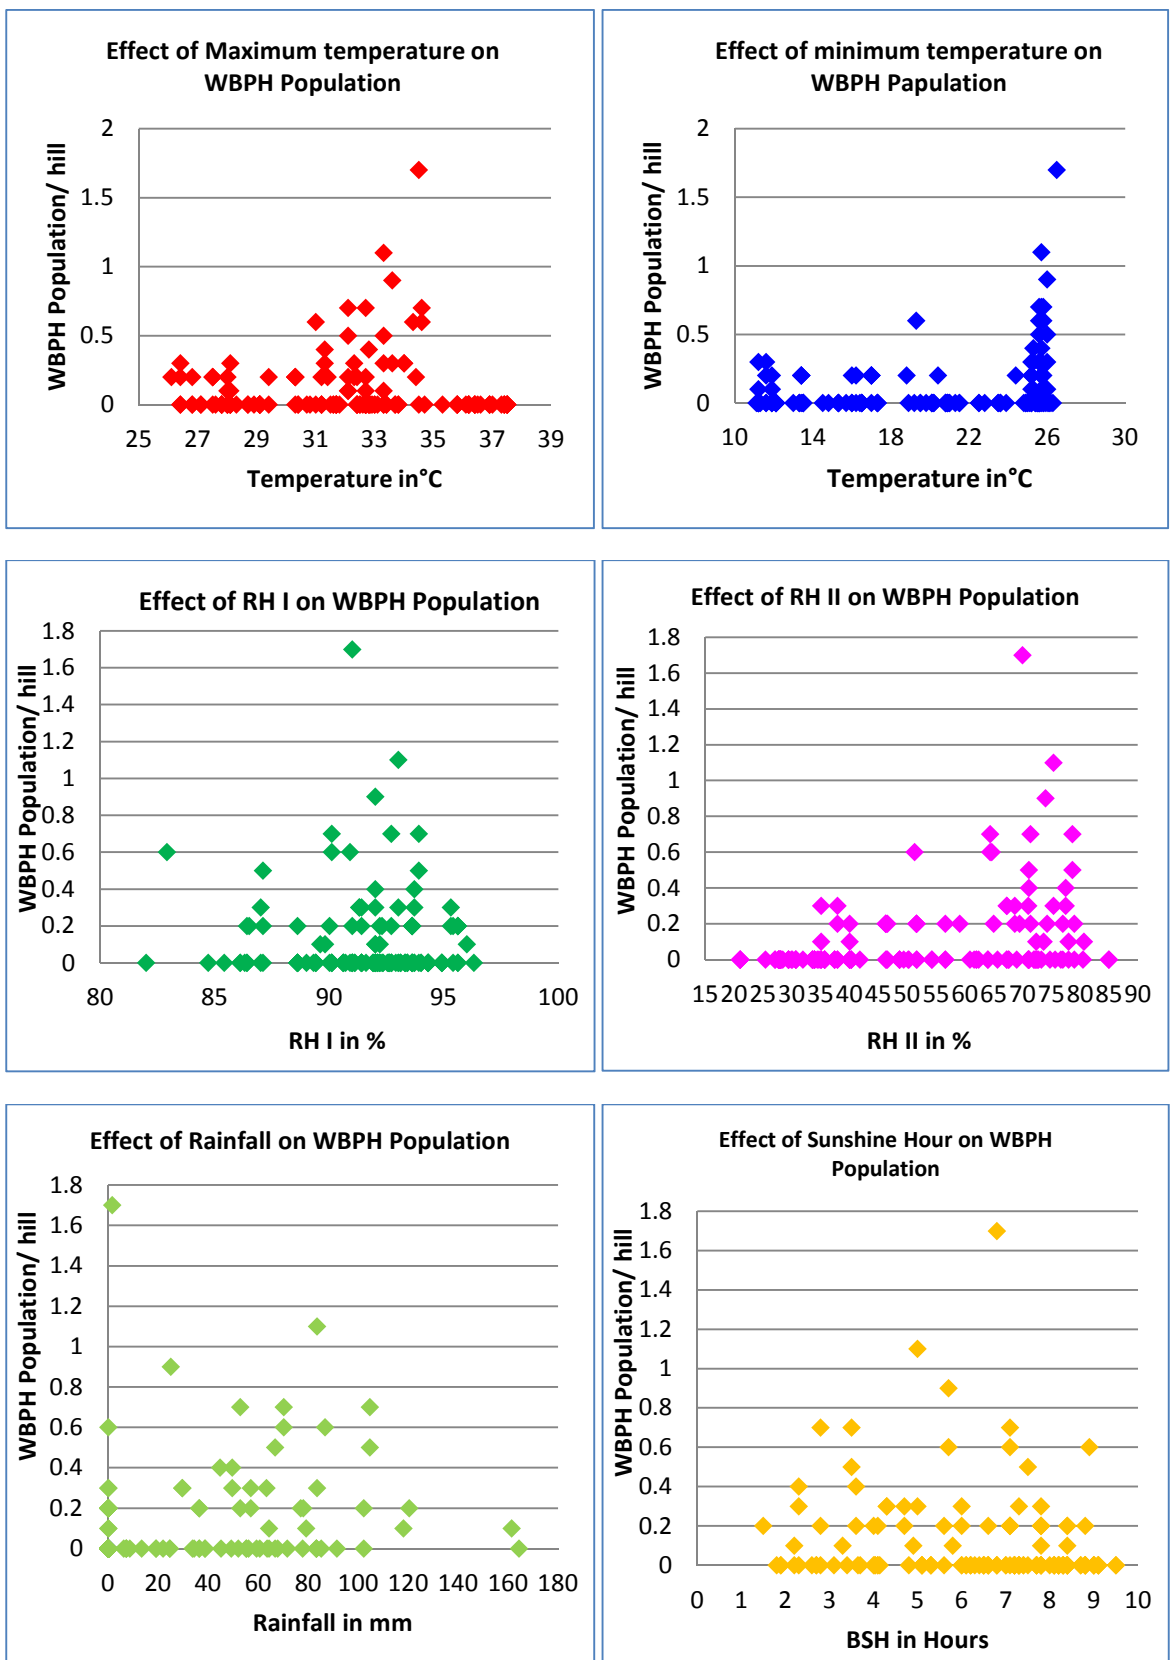 Effect of Maximum temperature on
WBPH Population
2
1.5
1
0.5
0
WBPH Population/ hill
25 27 29 31 33 35 37 39
Temperature in°C
Effect of minimum temperature on
WBPH Papulation
2
1.5
1
0.5
0
WBPH Population/ hill
10 14 18 22 26 30
Temperature in°C
Effect of RH I on WBPH Population
1.8
1.6
1.4
1.2
1
0.8
0.6
0.4
0.2
0
WBPH Population/ hill
80 85 90 95 100
RH I in %
Effect of RH II on WBPH Population
1.8
1.6
1.4
1.2
1
0.8
0.6
0.4
0.2
0
WBPH Population/ hill
15 20 25 30 35 40 45 50 55 60 65 70 75 80 85 90
RH II in %
Effect of Rainfall on WBPH Population
1.8
1.6
1.4
1.2
1
0.8
0.6
0.4
0.2
0
WBPH Population/ hill
0 20 40 60 80 100 120 140 160 180
Rainfall in mm
Effect of Sunshine Hour on WBPH
Population
1.8
1.6
1.4
1.2
1
0.8
0.6
0.4
0.2
0
WBPH Population/ hill
0 1 2 3 4 5 6 7 8 9 10
BSH in Hours